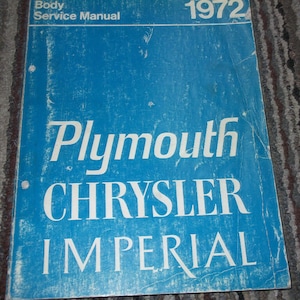 Body
Service Manual
1972
Plymouth
CHRYSLER
IMPERIAL